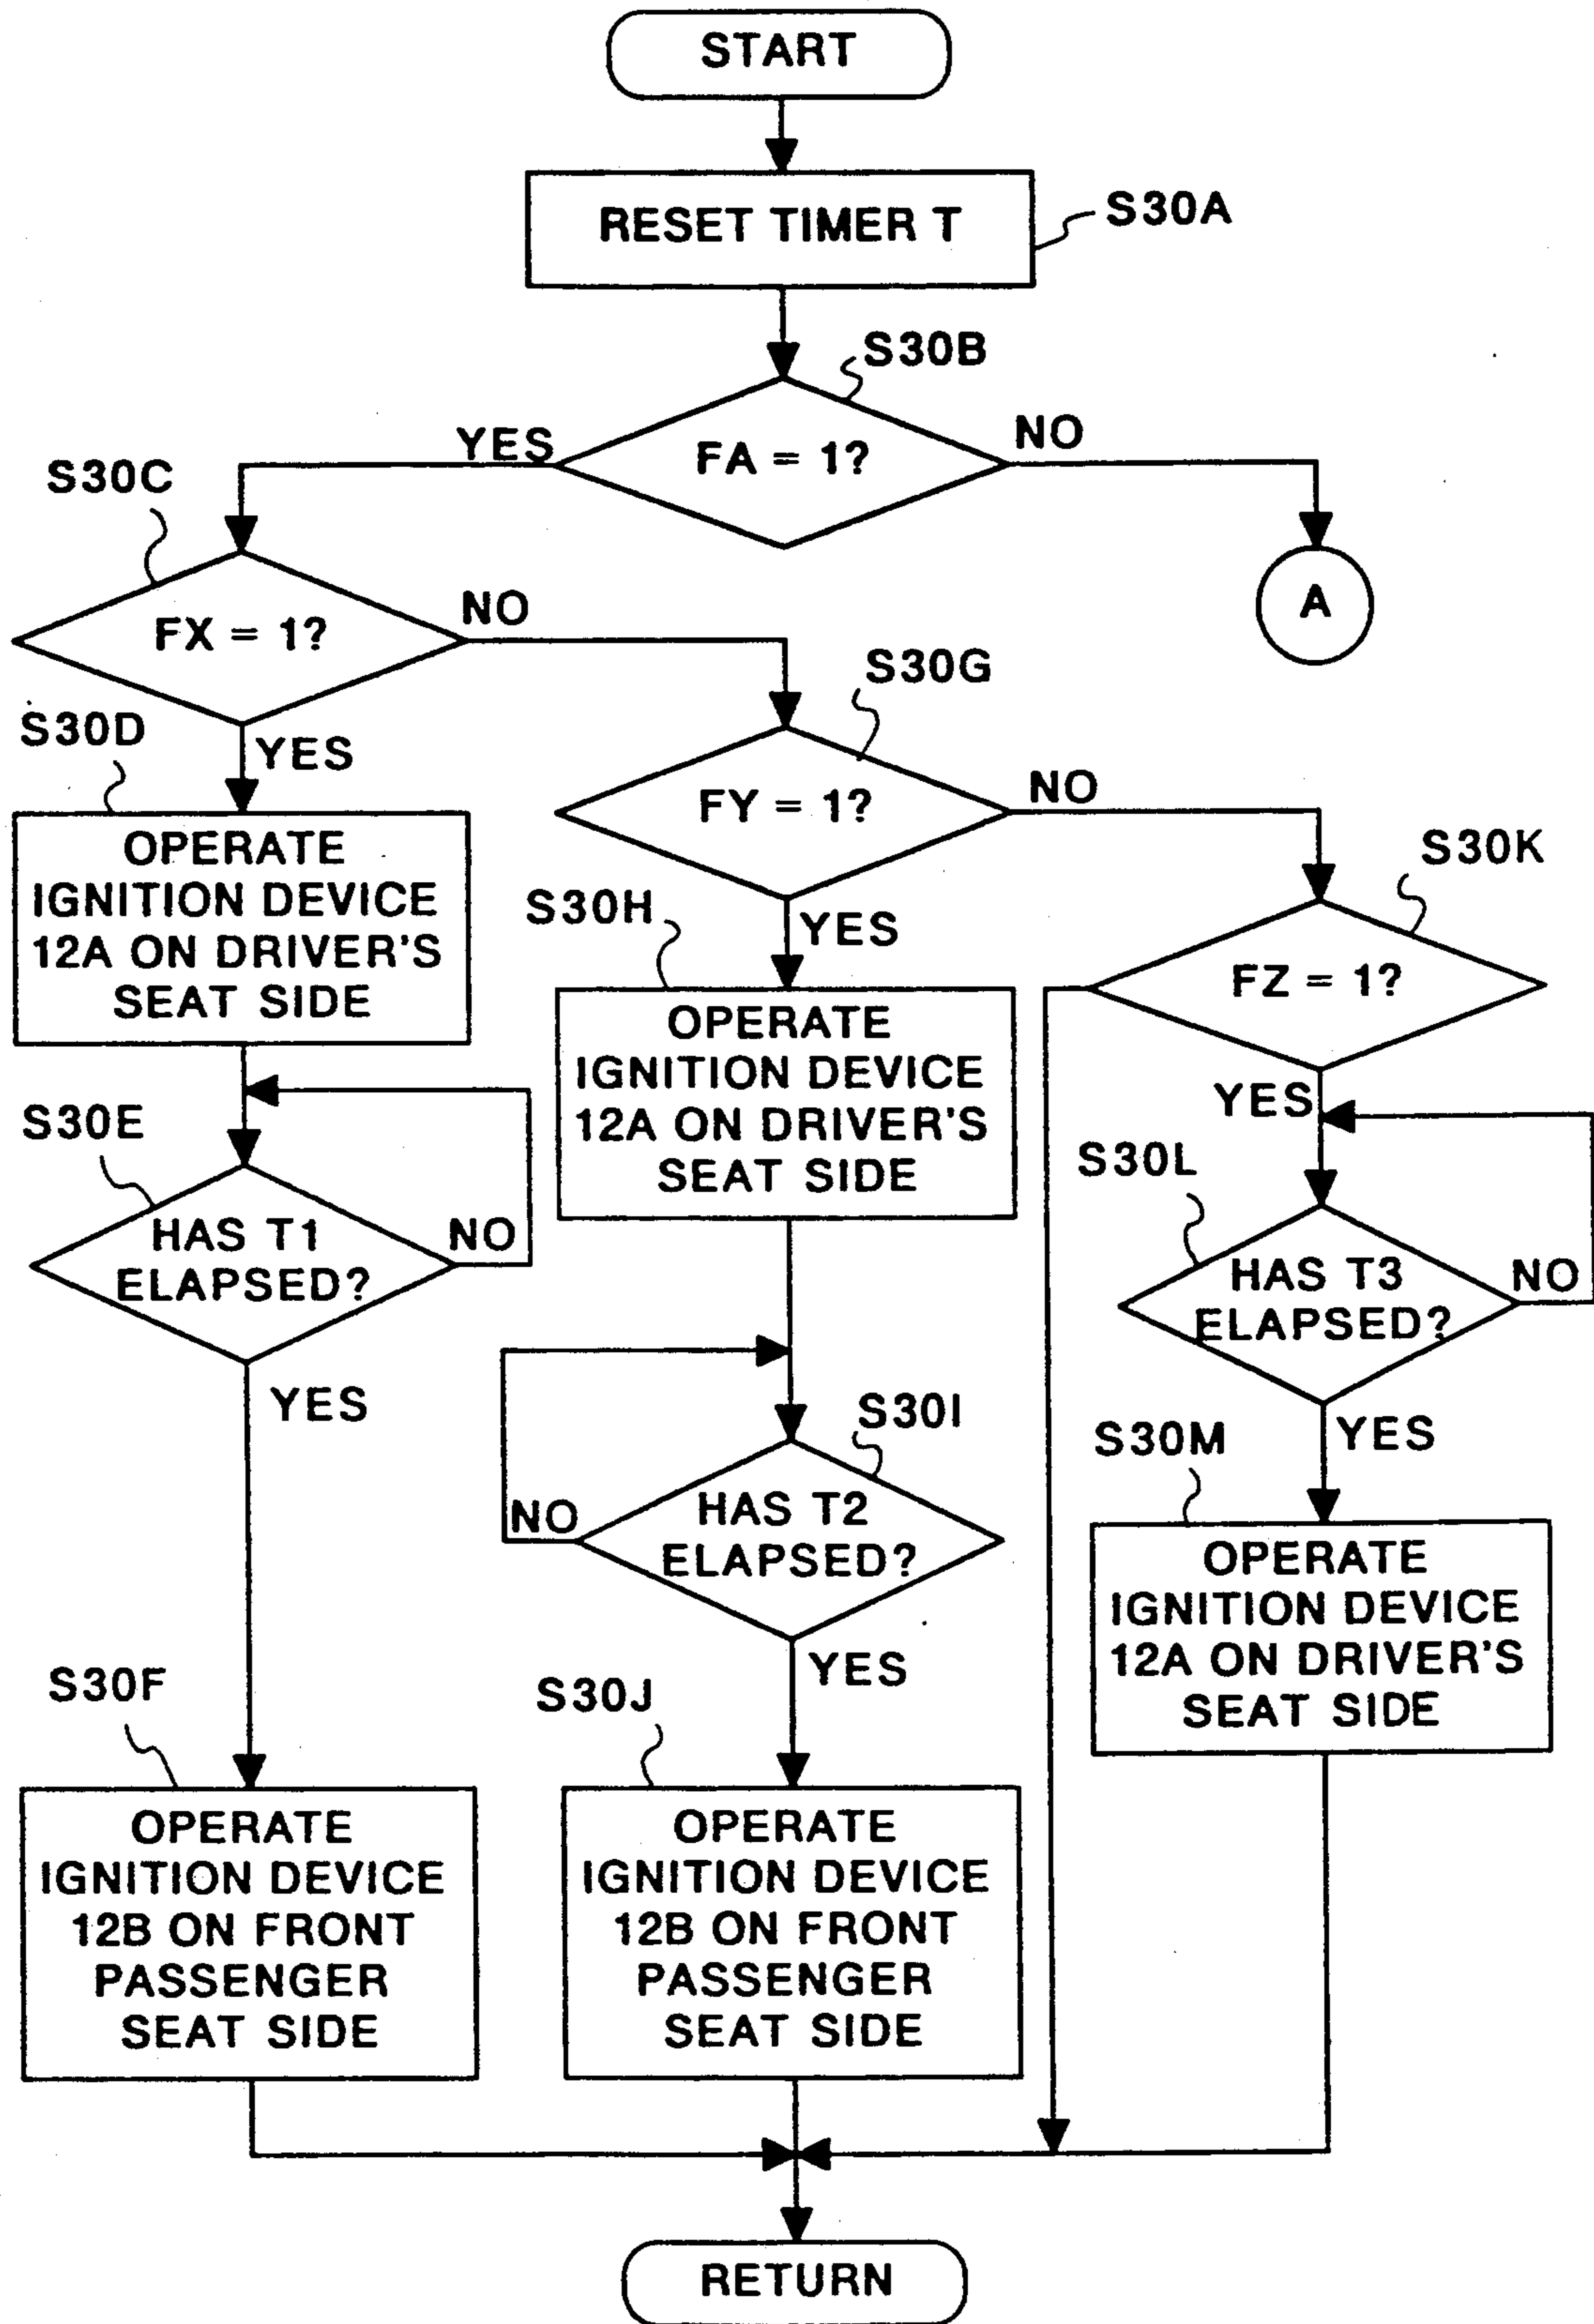 START
RESET TIMER T
S30A
S30B
FA = 1?
YES
NO
A
S30C
FX = 1?
NO
YES
S30G
FY = 1?
NO
YES
S30D
OPERATE
IGNITION DEVICE
12A ON DRIVER'S
SEAT SIDE
S30H
OPERATE
IGNITION DEVICE
12A ON DRIVER'S
SEAT SIDE
S30K
FZ = 1?
YES
S30E
HAS T1
ELAPSED?
NO
YES
S30L
HAS T3
ELAPSED?
NO
YES
S30I
HAS T2
ELAPSED?
NO
YES
S30M
OPERATE
IGNITION DEVICE
12A ON DRIVER'S
SEAT SIDE
S30F
OPERATE
IGNITION DEVICE
12B ON FRONT
PASSENGER
SEAT SIDE
S30J
OPERATE
IGNITION DEVICE
12B ON FRONT
PASSENGER
SEAT SIDE
RETURN